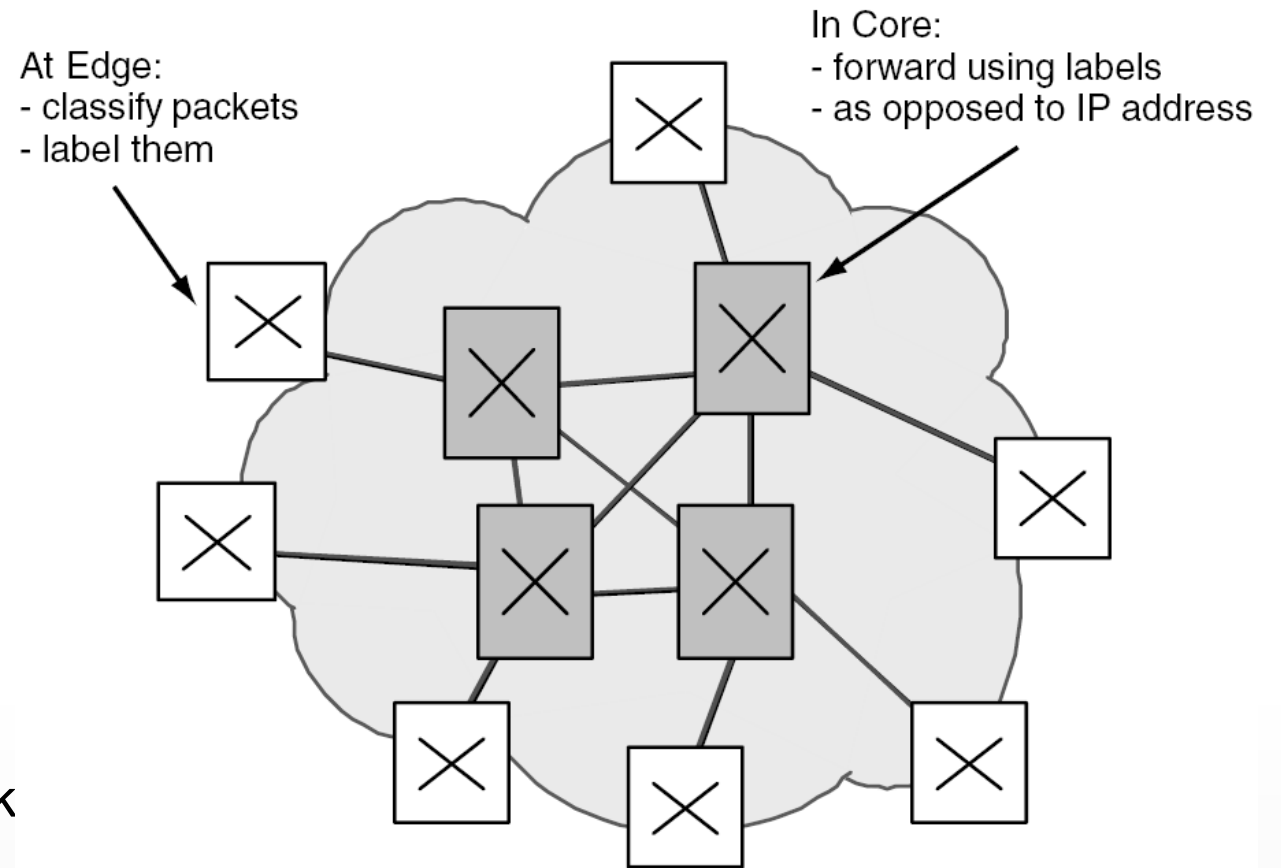 At Edge:
- classify packets
- label them
In Core:
- forward using labels
- as opposed to IP address
k